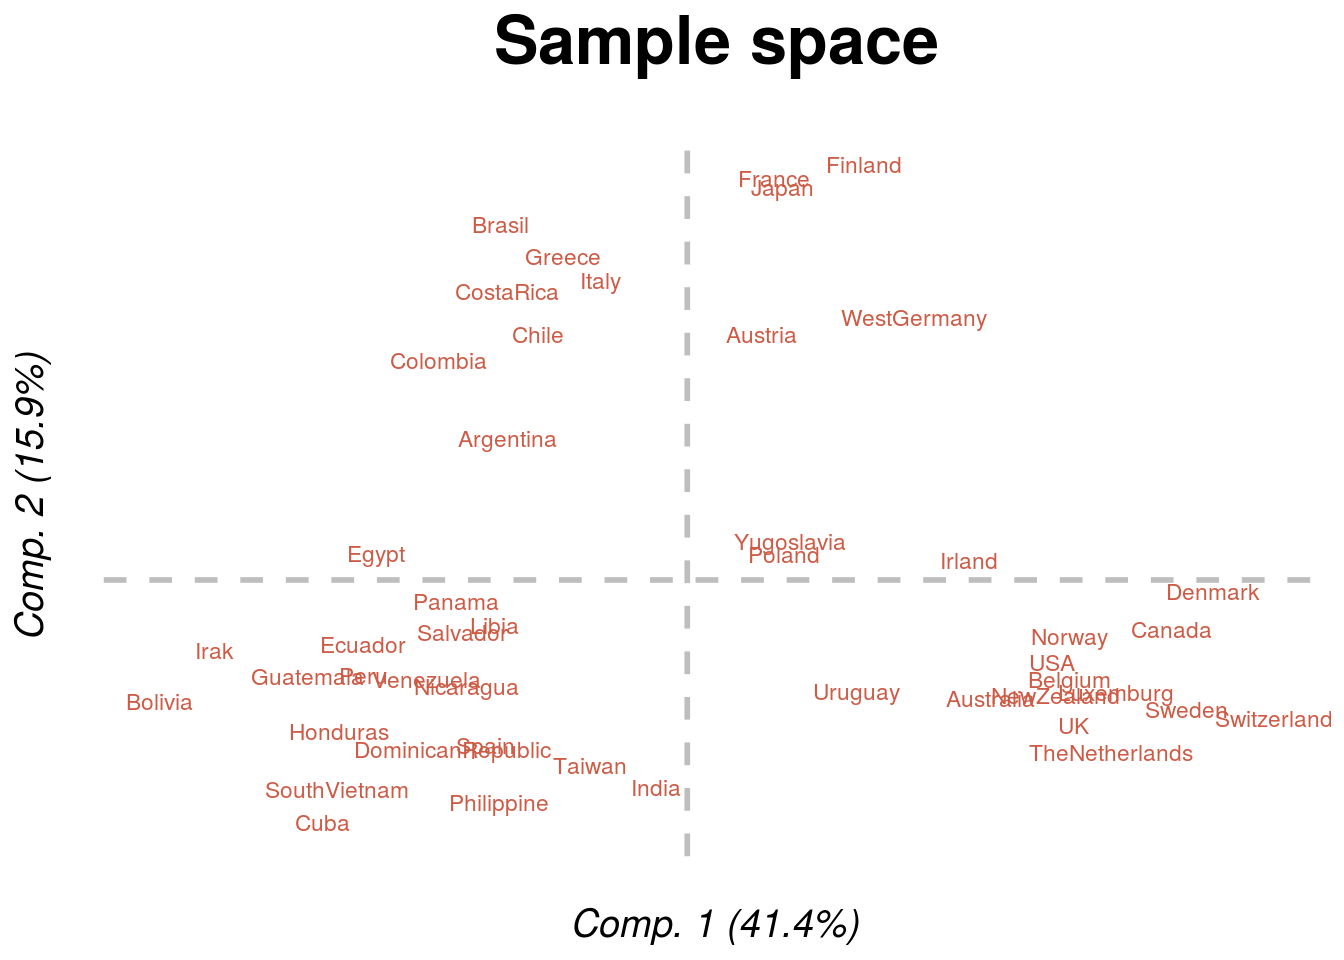 Sample space
Finland
France
Japan
Brasil
Greece
Italy
CostaRica
WestGermany
Chile
Austria
Colombia
Argentina
Yugoslavia
Egypt
Poland
Irland
Denmark
Panama
Libia
Canada
Salvador
Norway
Ecuador
Irak
USA
Guatemala
Peru
Venezuela
Belgium
Nicaragua
Uruguay
Luxemburg
NewZealand
Australia
Bolivia
Sweden
Switzerland
UK
Honduras
Spain
DominicanRepublic
TheNetherlands
Taiwan
India
SouthVietnam
Philippine
Cuba
Comp. 2 (15.9%)
Comp. 1 (41.4%)